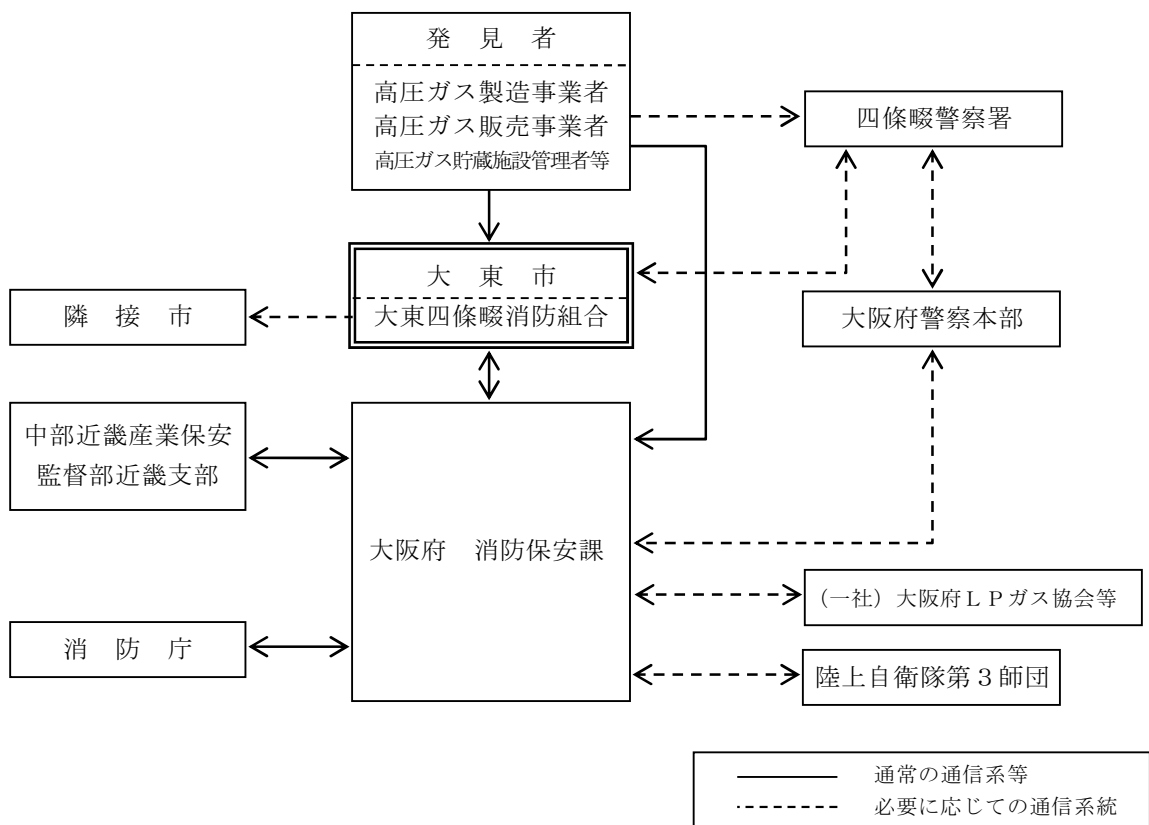 発 見 者
高圧ガス製造事業者
高圧ガス販売事業者
高圧ガス貯蔵施設管理者等
四條畷警察署
大 東 市
大東四條畷消防組合
隣 接 市
大阪府警察本部
中部近畿産業保安
監督部近畿支部
大阪府 消防保安課
(一社)大阪府LPガス協会等
消 防 庁
陸上自衛隊第3師団
通常の通信系等
必要に応じての通信系統